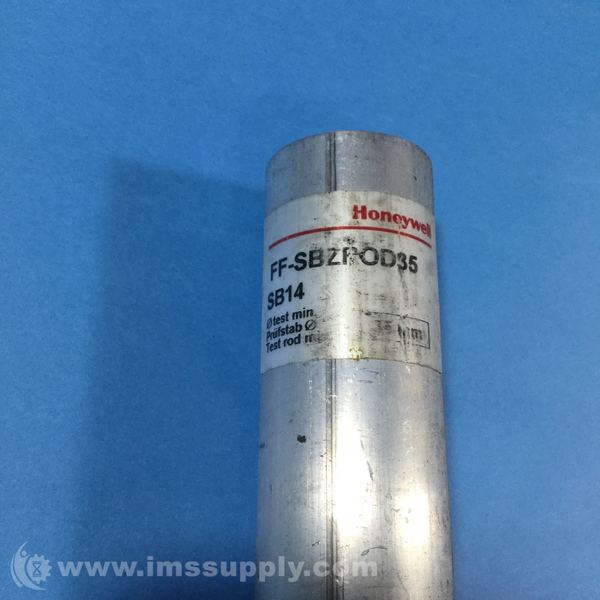 Honeywell
FF-SBZROD35
SB14
Ø test min
Prüfstab Ø
Test rod
35 mm
www.imssupply.com